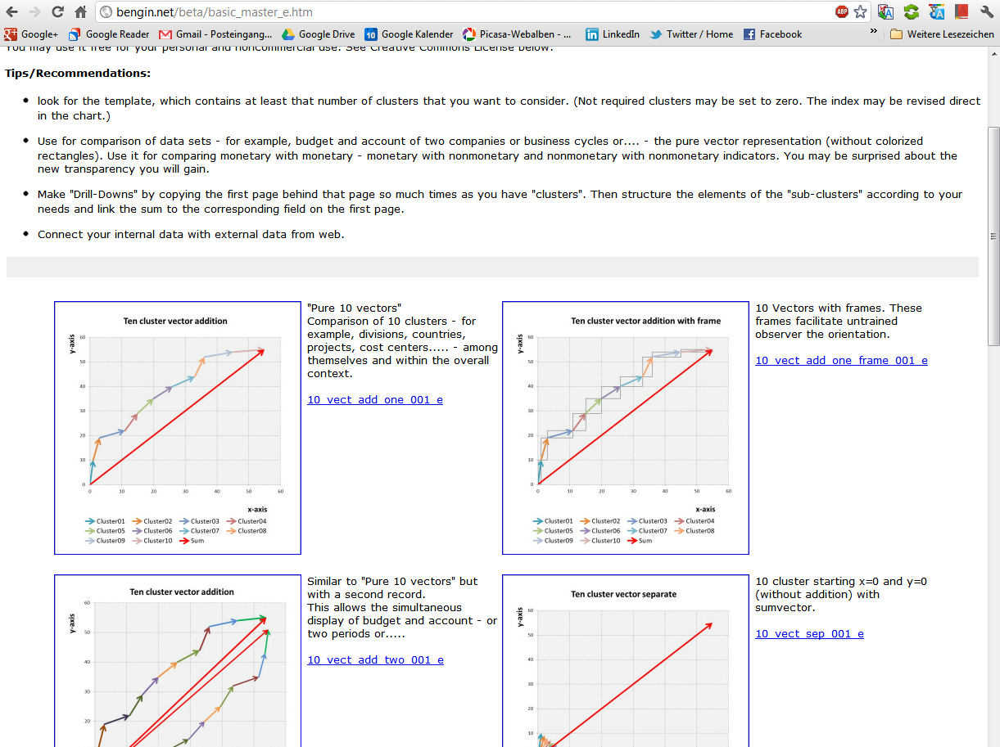 bengin.net/beta/basic_master_e.htm
ABP
Google+ Google Reader Gmail - Posteingang... Google Drive 10 Google Kalender Picasa-Webalben - ... LinkedIn Twitter / Home Facebook » Weitere Lesezeichen
You may use it free for your personal and noncommercial use. See Creative Commons License below.
Tips/Recommendations:
look for the template, which contains at least that number of clusters that you want to consider. (Not required clusters may be set to zero. The index may be revised direct
in the chart.)
Use for comparison of data sets - for example, budget and account of two companies or business cycles or.... - the pure vector representation (without colorized
rectangles). Use it for comparing monetary with monetary - monetary with nonmonetary and nonmonetary with nonmonetary indicators. You may be surprised about the
new transparency you will gain.
Make "Drill-Downs" by copying the first page behind that page so much times as you have "clusters". Then structure the elements of the "sub-clusters" according to your
needs and link the sum to the corresponding field on the first page.
Connect your internal data with external data from web.
Ten cluster vector addition
y-axis
60
50
40
30
20
10
0
0 10 20 30 40 50 60
x-axis
Cluster01 Cluster02 Cluster03 Cluster04
Cluster05 Cluster06 Cluster07 Cluster08
Cluster09 Cluster10 Sum
"Pure 10 vectors"
Comparison of 10 clusters - for
example, divisions, countries,
projects, cost centers..... - among
themselves and within the overall
context.
10_vect_add_one_001_e
Ten cluster vector addition with frame
y-axis
60
50
40
30
20
10
0
0 10 20 30 40 50 60
x-axis
Cluster01 Cluster02 Cluster03 Cluster04
Cluster05 Cluster06 Cluster07 Cluster08
Cluster09 Cluster10 Sum
10 Vectors with frames. These
frames facilitate untrained
observer the orientation.
10_vect_add_one_frame_001_e
Ten cluster vector addition
y-axis
60
50
40
30
20
Similar to "Pure 10 vectors" but
with a second record.
This allows the simultaneous
display of budget and account - or
two periods or.....
10_vect_add_two_001_e
Ten cluster vector separate
y-axis
60
50
40
30
20
10
10 cluster starting x=0 and y=0
(without addition) with
sumvector.
10_vect_sep_001_e